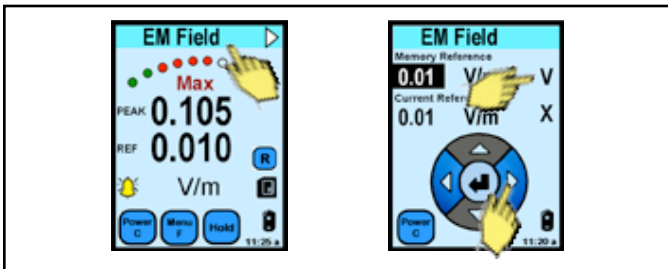 EM Field
Max
PEAK 0.105
REF 0.010
R
V/m
Power C
Menu F
Hold
11:25 a
EM Field
Memory Reference
0.01 V
Current
0.01 V/m X
Power C
11:20 a